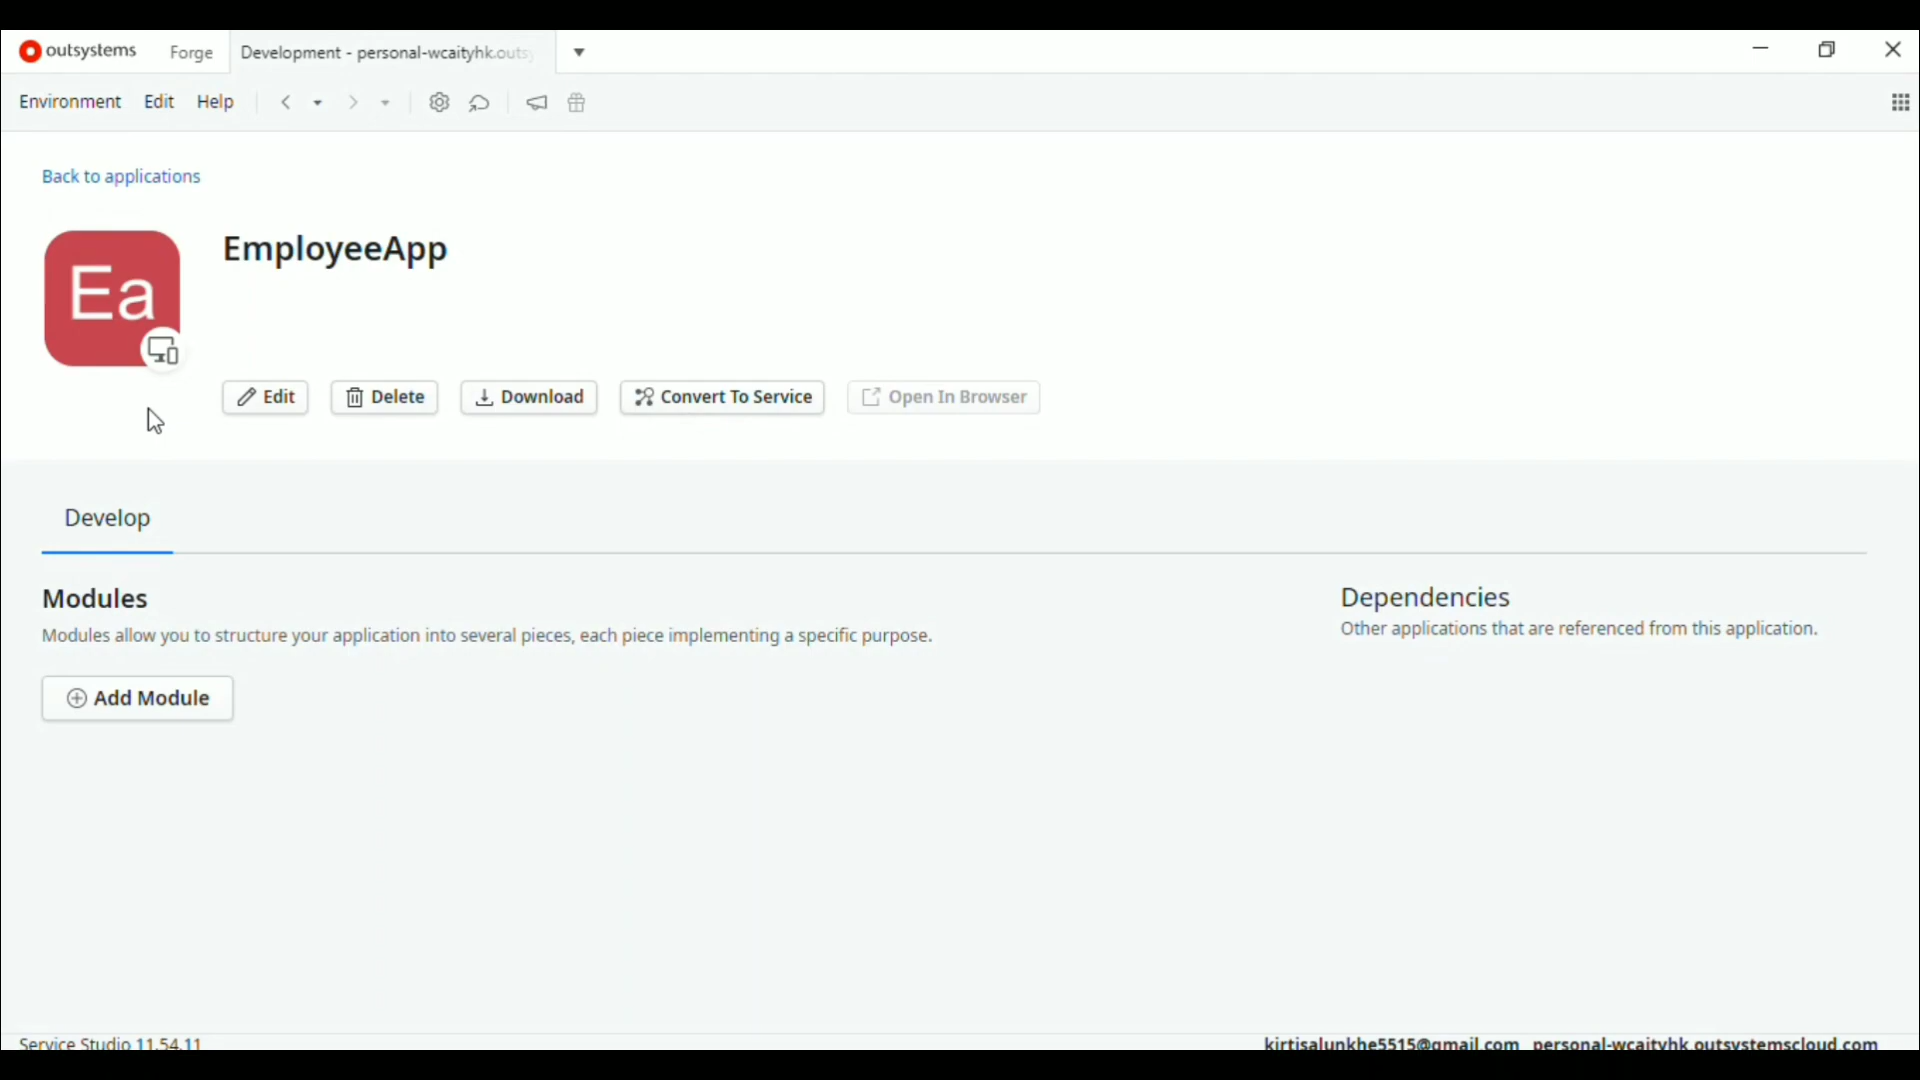 outsystems
Forge
Development - personal-wcaityhk.outsy
Environment Edit Help
Back to applications
Ea
EmployeeApp
Edit Delete Download Convert To Service Open In Browser
Develop
Modules
Modules allow you to structure your application into several pieces, each piece implementing a specific purpose.
Add Module
Dependencies
Other applications that are referenced from this application.
Service Studio 11.54.11
kirtisalunkhe5515@gmail.com personal-wcaityhk.outsystemscloud.com